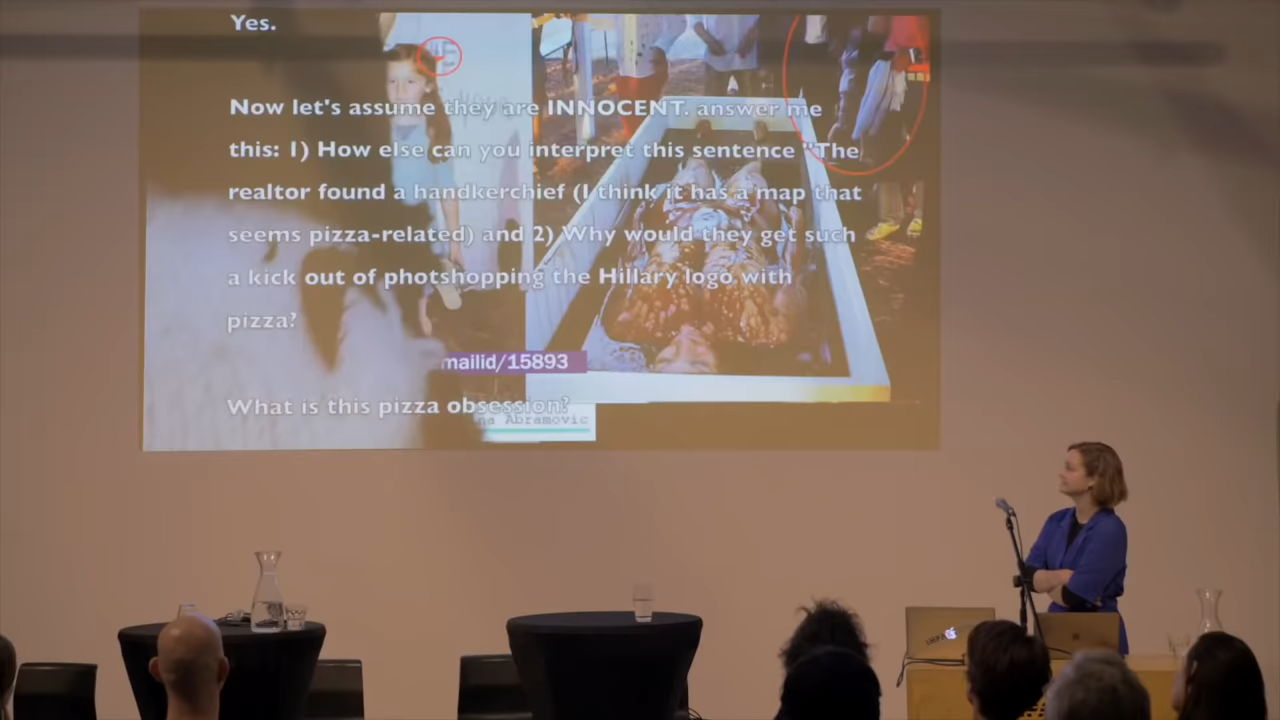 Yes.
Now let's assume they are INNOCENT. answer me
this: 1) How else can you interpret this sentence "The
realtor found a handkerchief (I think it has a map that
seems pizza-related) and 2) Why would they get such
a kick out of photshopping the Hillary logo with
pizza?
mailid/15893
What is this pizza obsession?
na Abramovic